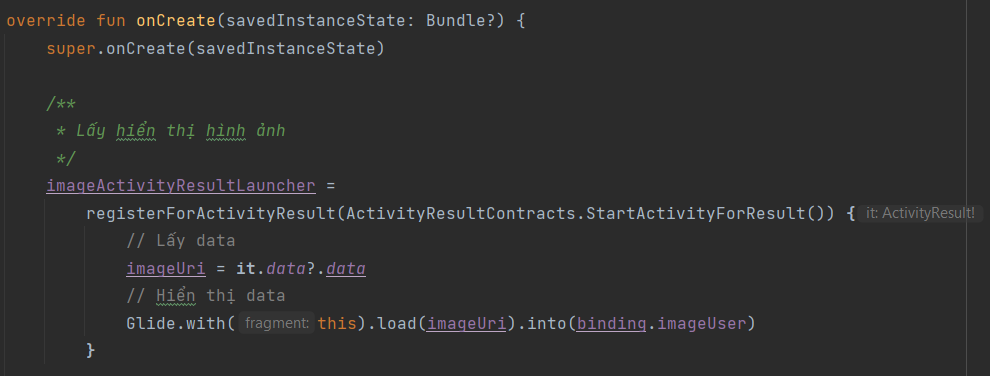 override fun onCreate(savedInstanceState: Bundle?) {
super.onCreate(savedInstanceState)
/**
* Lấy hiển thị hình ảnh
*/
imageActivityResultLauncher =
registerForActivityResult(ActivityResultContracts.StartActivityForResult()) { it: ActivityResult!
// Lấy data
imageUri = it.data?.data
// Hiển thị data
Glide.with( fragment: this).load(imageUri).into(binding.imageUser)
}